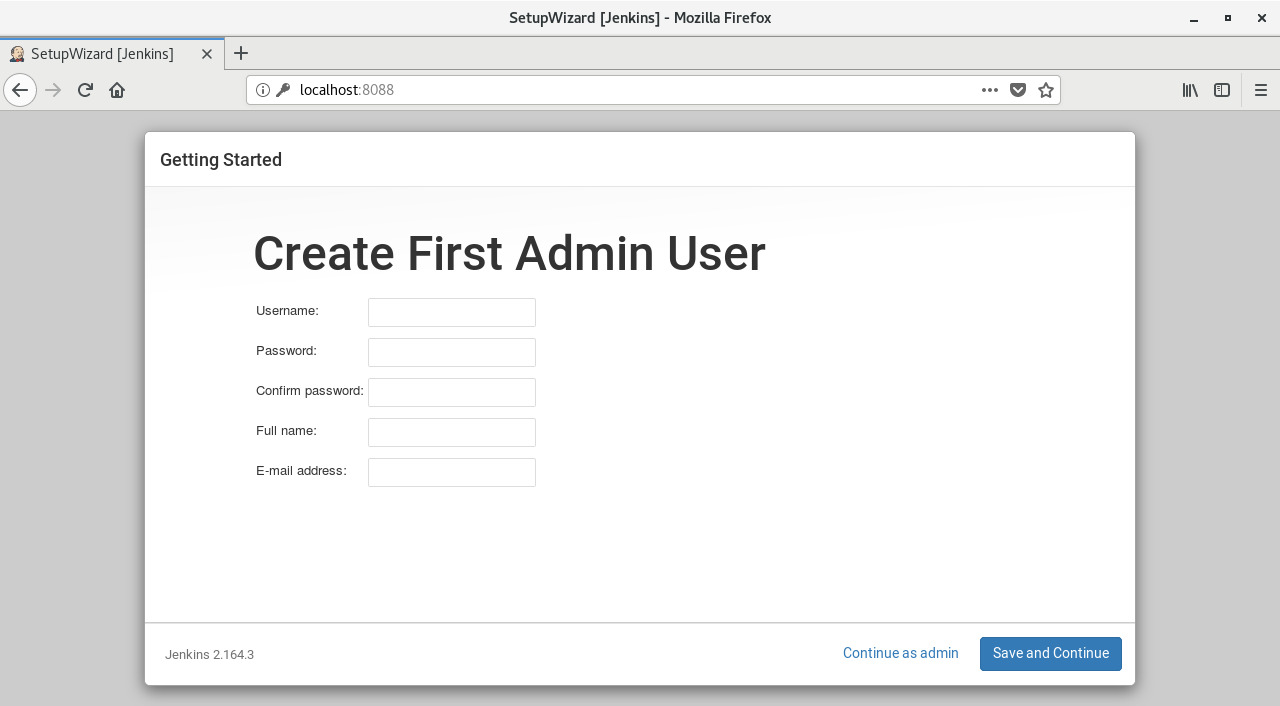 SetupWizard [Jenkins] - Mozilla Firefox
SetupWizard [Jenkins]
localhost:8088
Getting Started
Create First Admin User
Username:
Password:
Confirm password:
Full name:
E-mail address:
Jenkins 2.164.3
Continue as admin
Save and Continue